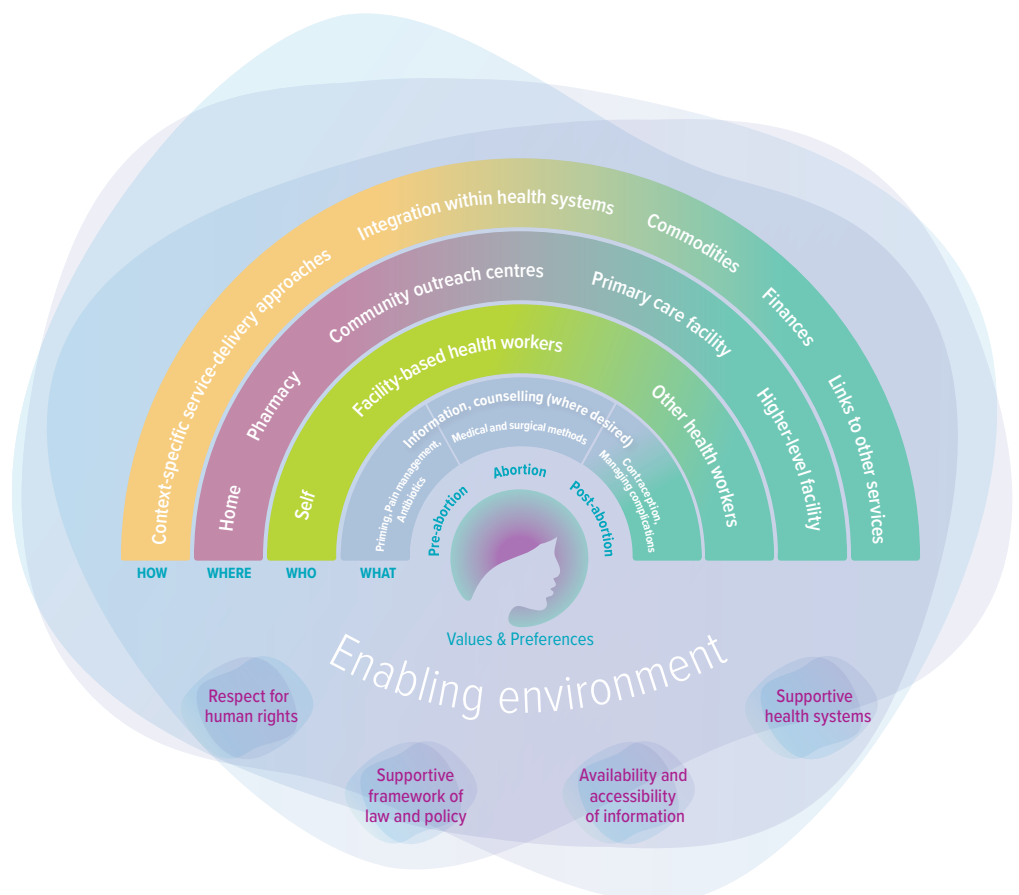 Context-specific service-delivery approaches
Integration within health systems
Commodities
Finances
Links to other services
Home
Pharmacy
Community outreach centres
Primary care facility
Higher-level facility
Self
Facility-based health workers
Other health workers
Information, counselling (where desired)
Priming, Pain management,
Antibiotics
Medical and surgical methods
Contraception,
Managing complications
Pre-abortion
Abortion
Post-abortion
HOW
WHERE
WHO
WHAT
Values & Preferences
Enabling environment
Respect for
human rights
Supportive
framework of
law and policy
Availability and
accessibility
of information
Supportive
health systems